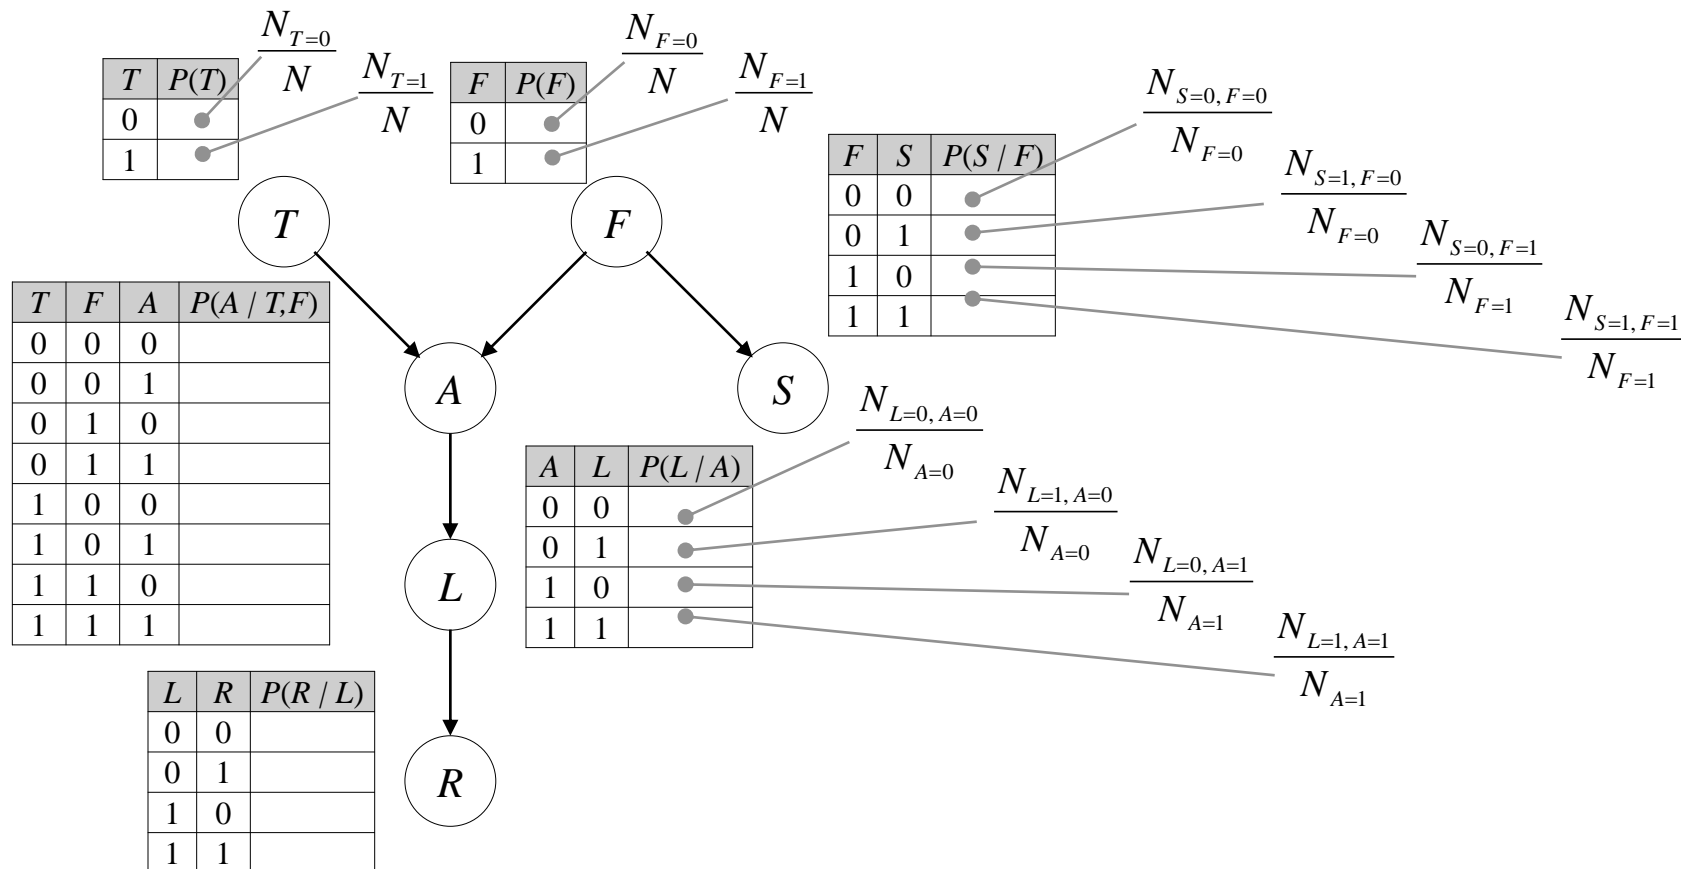 T P(T)
0
1
N_{T=0}
N
N_{T=1}
N
F P(F)
0
1
N_{F=0}
N
N_{F=1}
N
F S P(S / F)
0 0
0 1
1 0
1 1
N_{S=0, F=0}
N_{F=0}
N_{S=1, F=0}
N_{F=0}
N_{S=0, F=1}
N_{F=1}
N_{S=1, F=1}
N_{F=1}
T
F
T F A P(A / T,F)
0 0 0
0 0 1
0 1 0
0 1 1
1 0 0
1 0 1
1 1 0
1 1 1
A
S
A L P(L / A)
0 0
0 1
1 0
1 1
N_{L=0, A=0}
N_{A=0}
N_{L=1, A=0}
N_{A=0}
N_{L=0, A=1}
N_{A=1}
N_{L=1, A=1}
N_{A=1}
L
L R P(R / L)
0 0
0 1
1 0
1 1
R